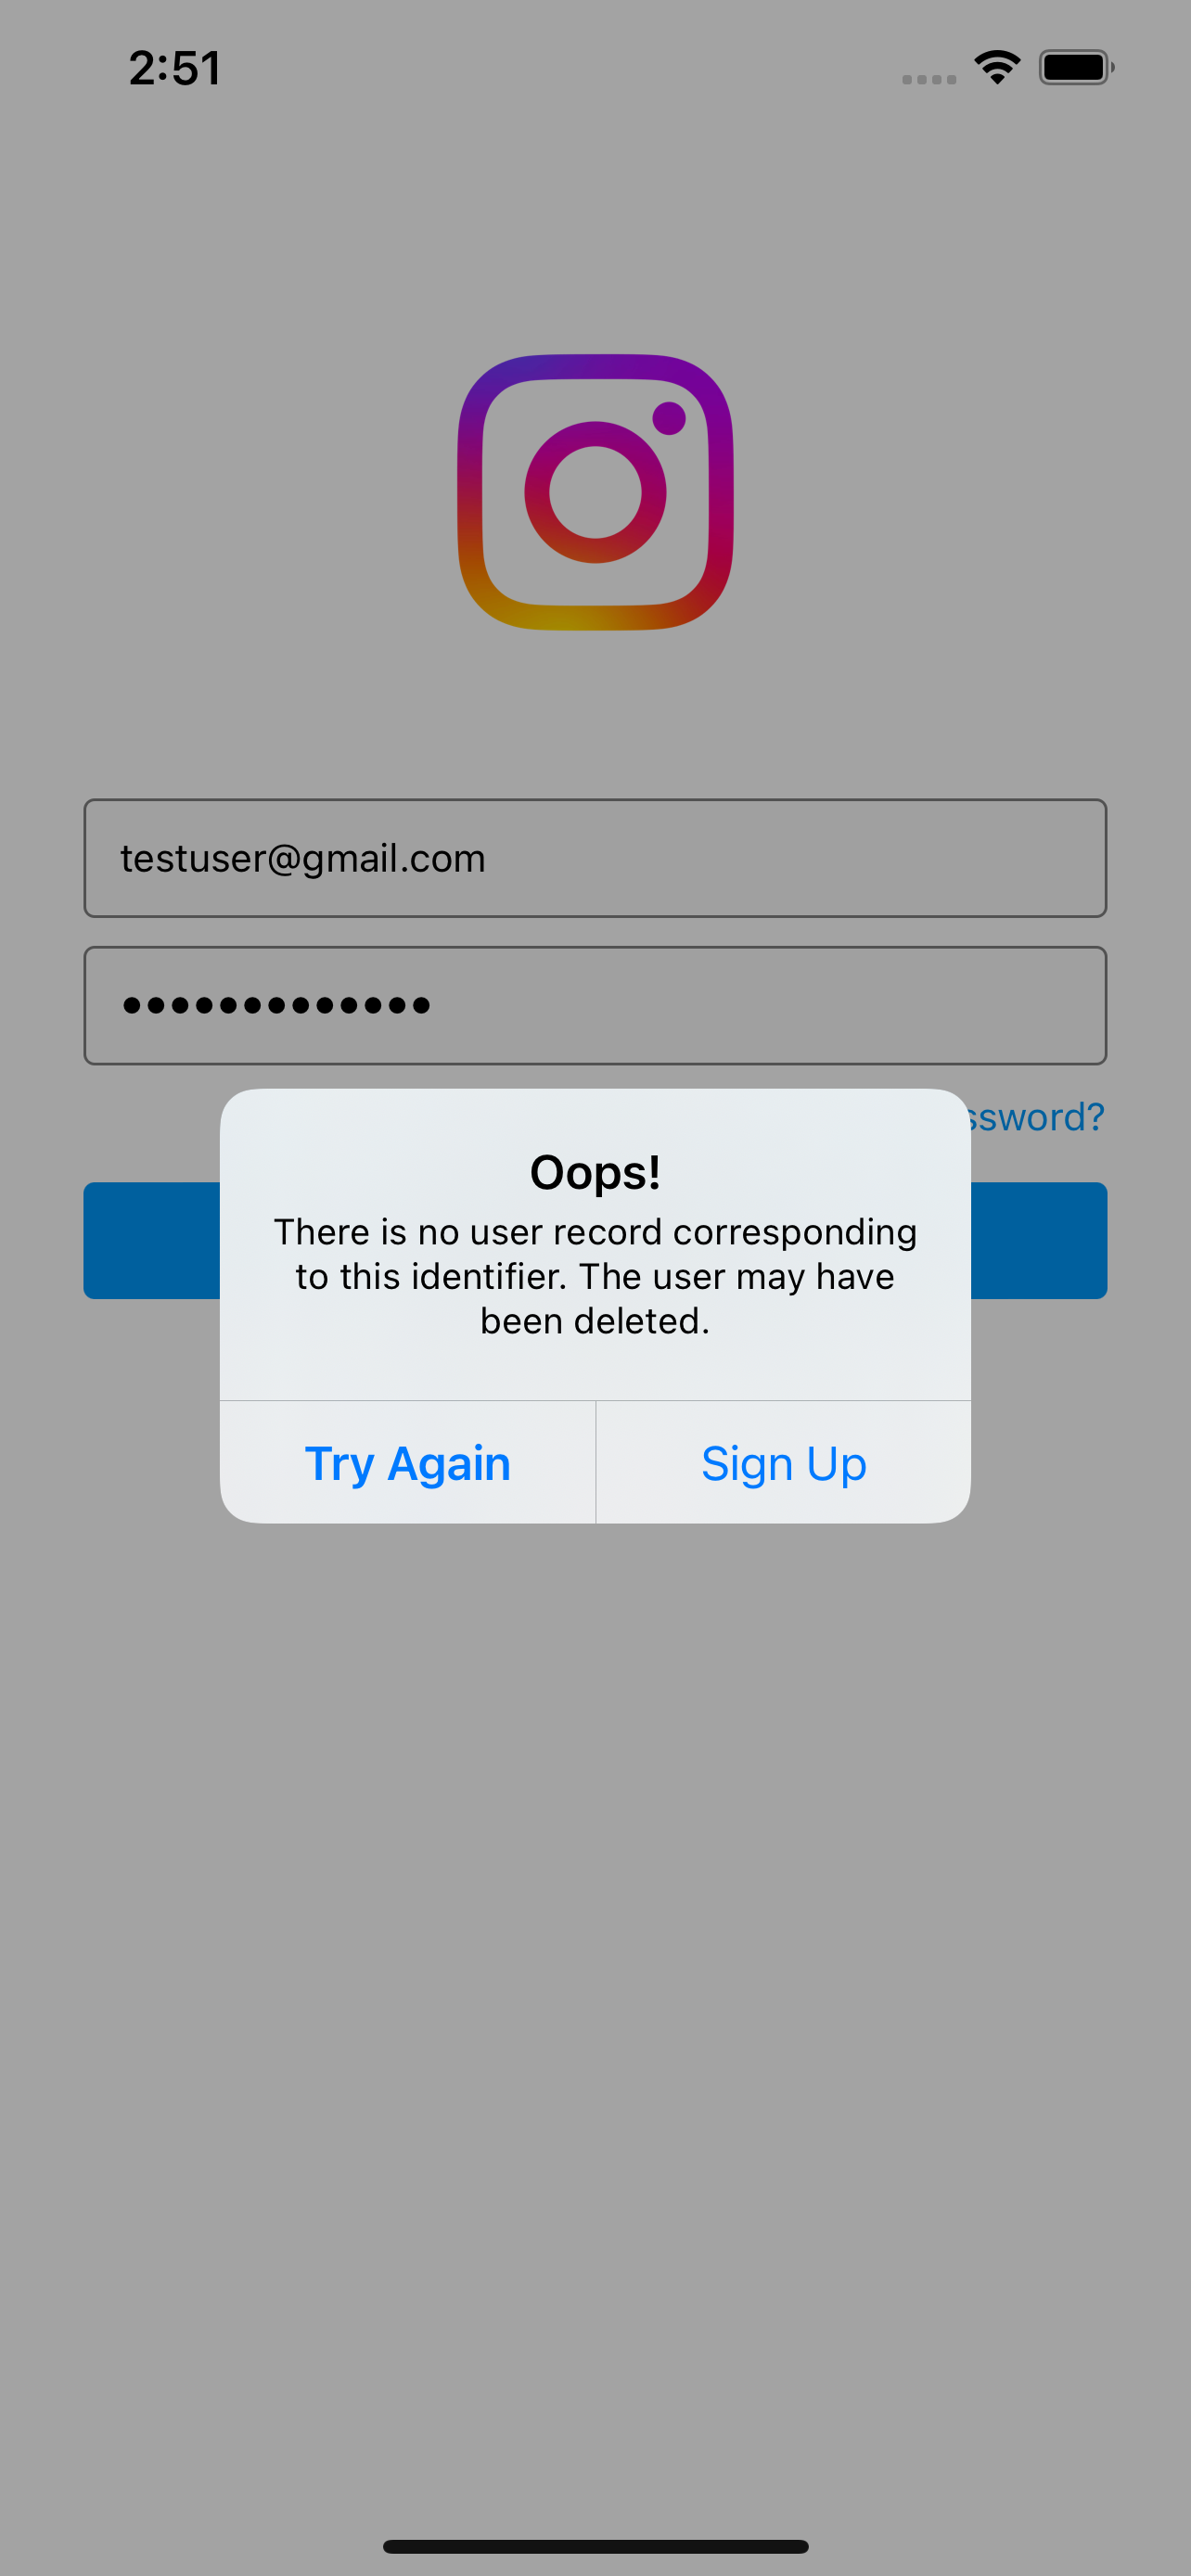 2:51
testuser@gmail.com
Oops!
There is no user record corresponding
to this identifier. The user may have
been deleted.
Try Again
Sign Up